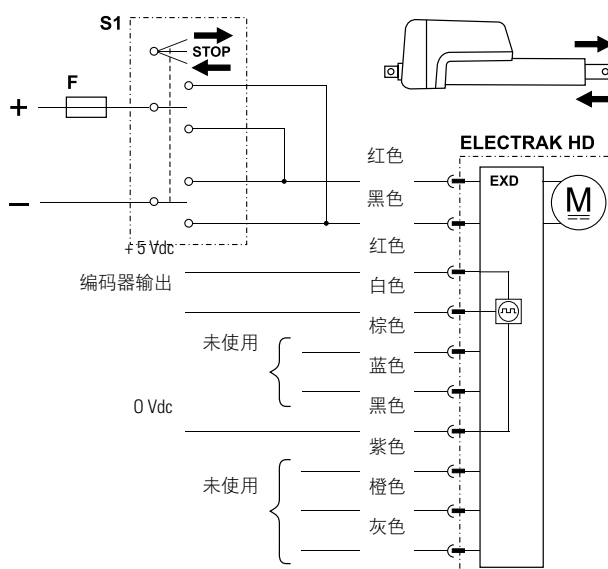 S1
STOP
F
+
–
ELECTRAK HD
EXD
M
红色
黑色
+ 5 Vdc
红色
编码器输出
白色
棕色
未使用
蓝色
黑色
0 Vdc
紫色
未使用
橙色
灰色